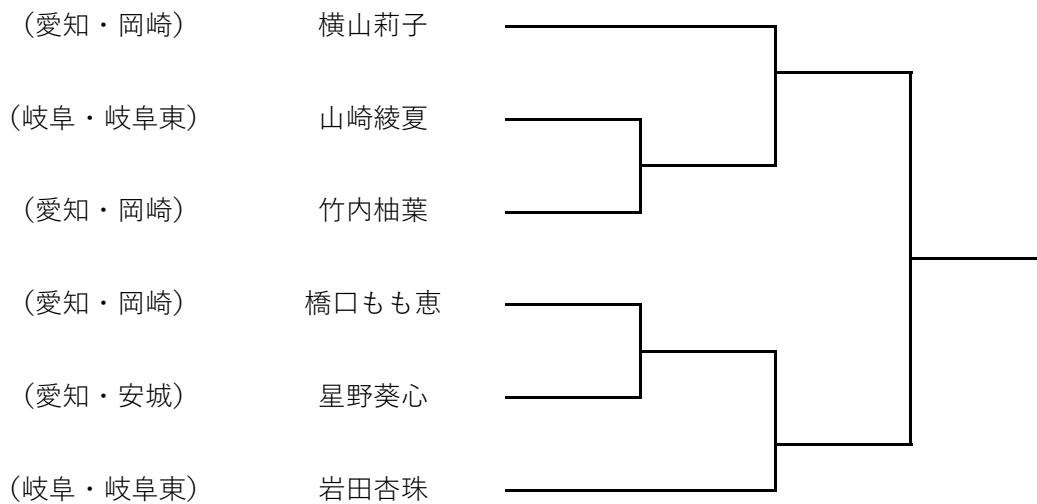 (愛知・岡崎) 横山莉子
(岐阜・岐阜東) 山崎綾夏
(愛知・岡崎) 竹内柚葉
(愛知・岡崎) 橋口もも恵
(愛知・安城) 星野葵心
(岐阜・岐阜東) 岩田杏珠